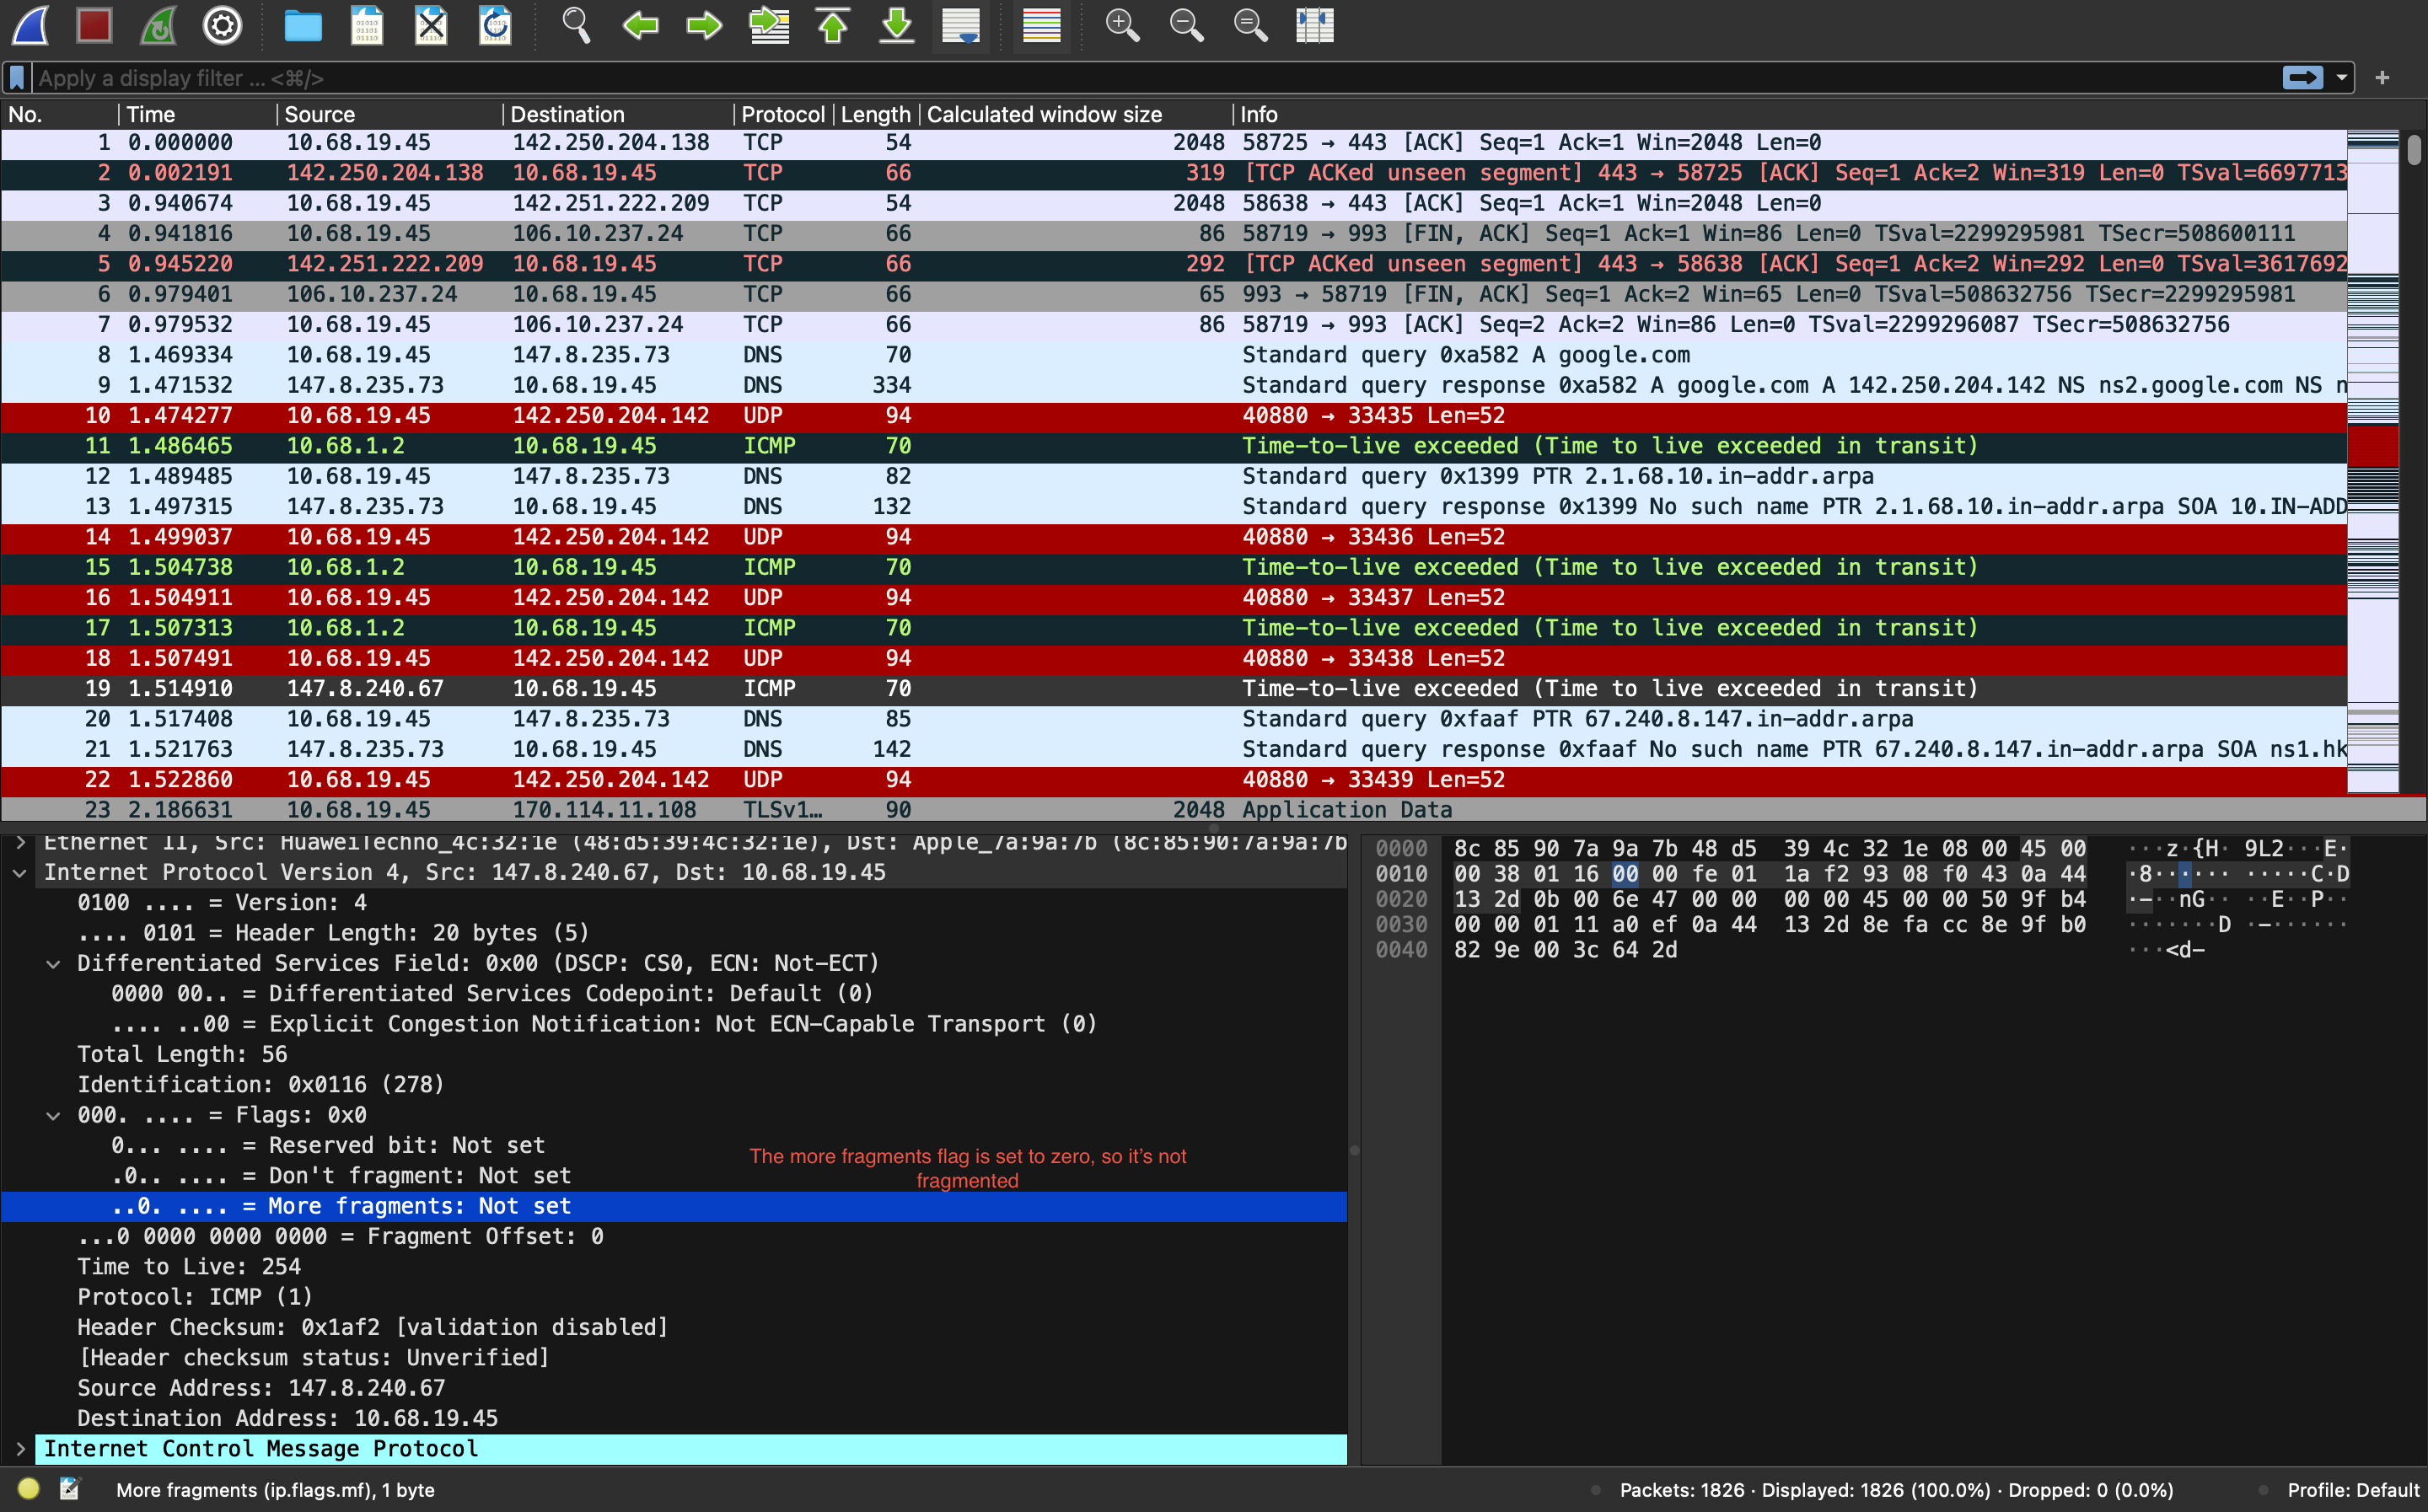 Apply a display filter ... <⌘/>
No. Time Source Destination Protocol Length Calculated window size Info
1 0.000000 10.68.19.45 142.250.204.138 TCP 54 2048 58725 → 443 [ACK] Seq=1 Ack=1 Win=2048 Len=0
2 0.002191 142.250.204.138 10.68.19.45 TCP 66 319 [TCP ACKed unseen segment] 443 → 58725 [ACK] Seq=1 Ack=2 Win=319 Len=0 TSval=6697713
3 0.940674 10.68.19.45 142.251.222.209 TCP 54 2048 58638 → 443 [ACK] Seq=1 Ack=1 Win=2048 Len=0
4 0.941816 10.68.19.45 106.10.237.24 TCP 66 86 58719 → 993 [FIN, ACK] Seq=1 Ack=1 Win=86 Len=0 TSval=2299295981 TSecr=508600111
5 0.945220 142.251.222.209 10.68.19.45 TCP 66 292 [TCP ACKed unseen segment] 443 → 58638 [ACK] Seq=1 Ack=2 Win=292 Len=0 TSval=3617692
6 0.979401 106.10.237.24 10.68.19.45 TCP 66 65 993 → 58719 [FIN, ACK] Seq=1 Ack=2 Win=65 Len=0 TSval=508632756 TSecr=2299295981
7 0.979532 10.68.19.45 106.10.237.24 TCP 66 86 58719 → 993 [ACK] Seq=2 Ack=2 Win=86 Len=0 TSval=2299296087 TSecr=508632756
8 1.469334 10.68.19.45 147.8.235.73 DNS 70 Standard query 0xa582 A google.com
9 1.471532 147.8.235.73 10.68.19.45 DNS 334 Standard query response 0xa582 A google.com A 142.250.204.142 NS ns2.google.com NS n
10 1.474277 10.68.19.45 142.250.204.142 UDP 94 40880 → 33435 Len=52
11 1.486465 10.68.1.2 10.68.19.45 ICMP 70 Time-to-live exceeded (Time to live exceeded in transit)
12 1.489485 10.68.19.45 147.8.235.73 DNS 82 Standard query 0x1399 PTR 2.1.68.10.in-addr.arpa
13 1.497315 147.8.235.73 10.68.19.45 DNS 132 Standard query response 0x1399 No such name PTR 2.1.68.10.in-addr.arpa SOA 10.IN-ADD
14 1.499037 10.68.19.45 142.250.204.142 UDP 94 40880 → 33436 Len=52
15 1.504738 10.68.1.2 10.68.19.45 ICMP 70 Time-to-live exceeded (Time to live exceeded in transit)
16 1.504911 10.68.19.45 142.250.204.142 UDP 94 40880 → 33437 Len=52
17 1.507313 10.68.1.2 10.68.19.45 ICMP 70 Time-to-live exceeded (Time to live exceeded in transit)
18 1.507491 10.68.19.45 142.250.204.142 UDP 94 40880 → 33438 Len=52
19 1.514910 147.8.240.67 10.68.19.45 ICMP 70 Time-to-live exceeded (Time to live exceeded in transit)
20 1.517408 10.68.19.45 147.8.235.73 DNS 85 Standard query 0xfaaf PTR 67.240.8.147.in-addr.arpa
21 1.521763 147.8.235.73 10.68.19.45 DNS 142 Standard query response 0xfaaf No such name PTR 67.240.8.147.in-addr.arpa SOA ns1.hk
22 1.522860 10.68.19.45 142.250.204.142 UDP 94 40880 → 33439 Len=52
23 2.186631 10.68.19.45 170.114.11.108 TLSv1… 90 2048 Application Data
Ethernet II, Src: HuaweiTechno_4c:32:1e (48:d5:39:4c:32:1e), Dst: Apple_7a:9a:7b (8c:85:90:7a:9a:7b
Internet Protocol Version 4, Src: 147.8.240.67, Dst: 10.68.19.45
0100 .... = Version: 4
.... 0101 = Header Length: 20 bytes (5)
Differentiated Services Field: 0x00 (DSCP: CS0, ECN: Not-ECT)
0000 00.. = Differentiated Services Codepoint: Default (0)
.... ..00 = Explicit Congestion Notification: Not ECN-Capable Transport (0)
Total Length: 56
Identification: 0x0116 (278)
000. .... = Flags: 0x0
0... .... = Reserved bit: Not set
.0.. .... = Don't fragment: Not set
..0. .... = More fragments: Not set
...0 0000 0000 0000 = Fragment Offset: 0
Time to Live: 254
Protocol: ICMP (1)
Header Checksum: 0x1af2 [validation disabled]
[Header checksum status: Unverified]
Source Address: 147.8.240.67
Destination Address: 10.68.19.45
Internet Control Message Protocol
The more fragments flag is set to zero, so it's not
fragmented
0000 8c 85 90 7a 9a 7b 48 d5 39 4c 32 1e 08 00 45 00 ···z·{H· 9L2···E·
0010 00 38 01 16 00 00 fe 01 1a f2 93 08 f0 43 0a 44 ·8······ ·····C·D
0020 13 2d 0b 00 6e 47 00 00 00 00 45 00 00 50 9f b4 ·-··nG·· ··E··P··
0030 00 00 01 11 a0 ef 0a 44 13 2d 8e fa cc 8e 9f b0 ·······D ·-······
0040 82 9e 00 3c 64 2d ···<d-
More fragments (ip.flags.mf), 1 byte
Packets: 1826 · Displayed: 1826 (100.0%) · Dropped: 0 (0.0%)
Profile: Default